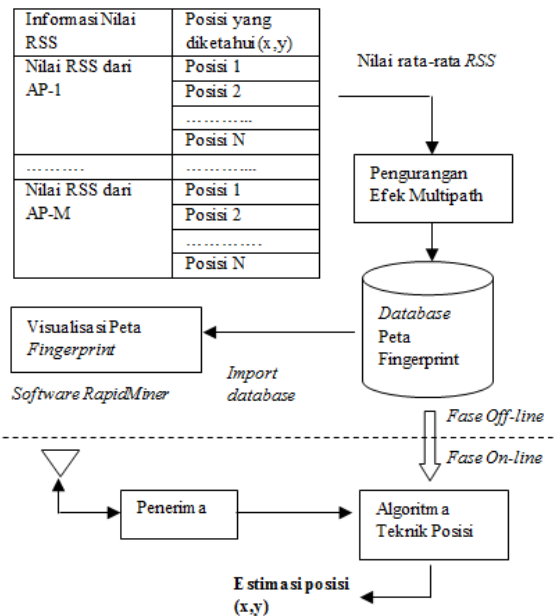 Informasi Nilai RSS
Posisi yang diketahui (x,y)
Nilai RSS dari AP-1
Posisi 1
Posisi 2
………...
Posisi N
……….
………....
Nilai RSS dari AP-M
Posisi 1
Posisi 2
………….
Posisi N
Nilai rata-rata RSS
Pengurangan
Efek Multipath
Database
Peta
Fingerprint
Visualisasi Peta
Fingerprint
Software RapidMiner
Import
database
Fase Off-line
Fase On-line
Penerima
Algoritma
Teknik Posisi
Estimasi posisi
(x,y)